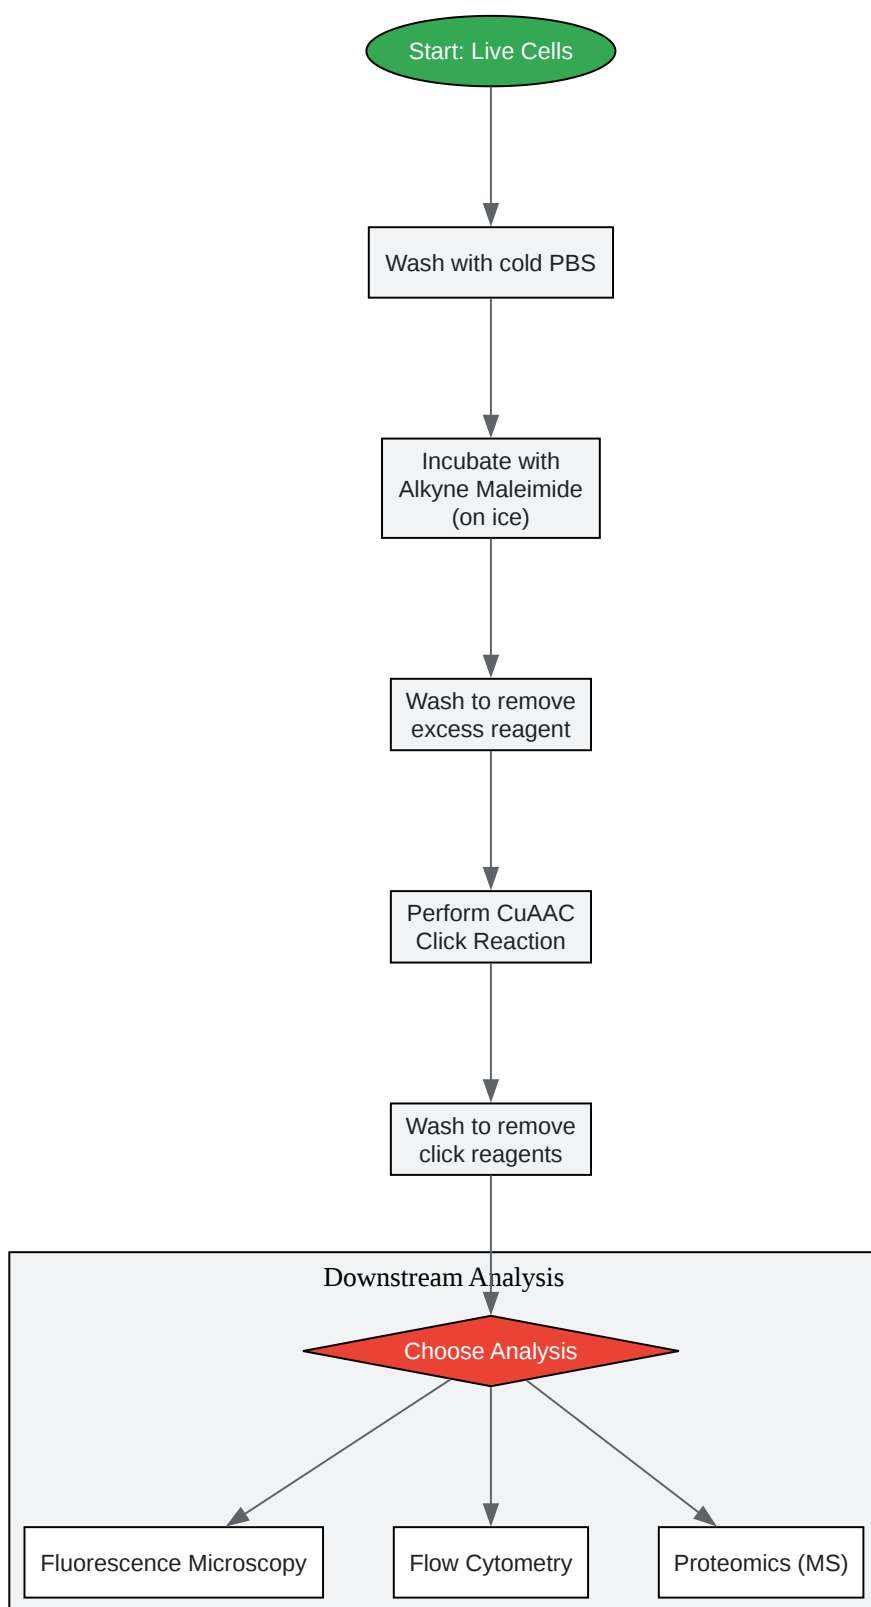 Start: Live Cells
Wash with cold PBS
Incubate with
Alkyne Maleimide
(on ice)
Wash to remove
excess reagent
Perform CuAAC
Click Reaction
Wash to remove
click reagents
Downstream Analysis
Choose Analysis
Fluorescence Microscopy
Flow Cytometry
Proteomics (MS)